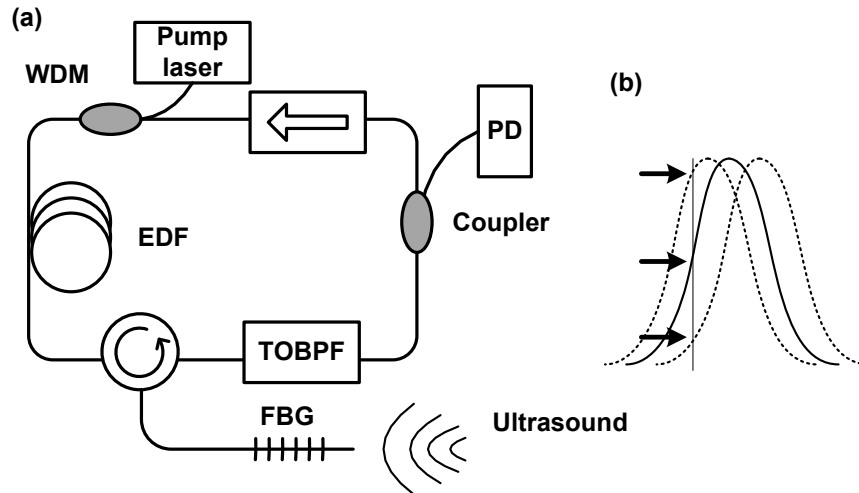 (a)
Pump
laser
WDM
PD
(b)
Coupler
EDF
TOBPF
FBG
Ultrasound